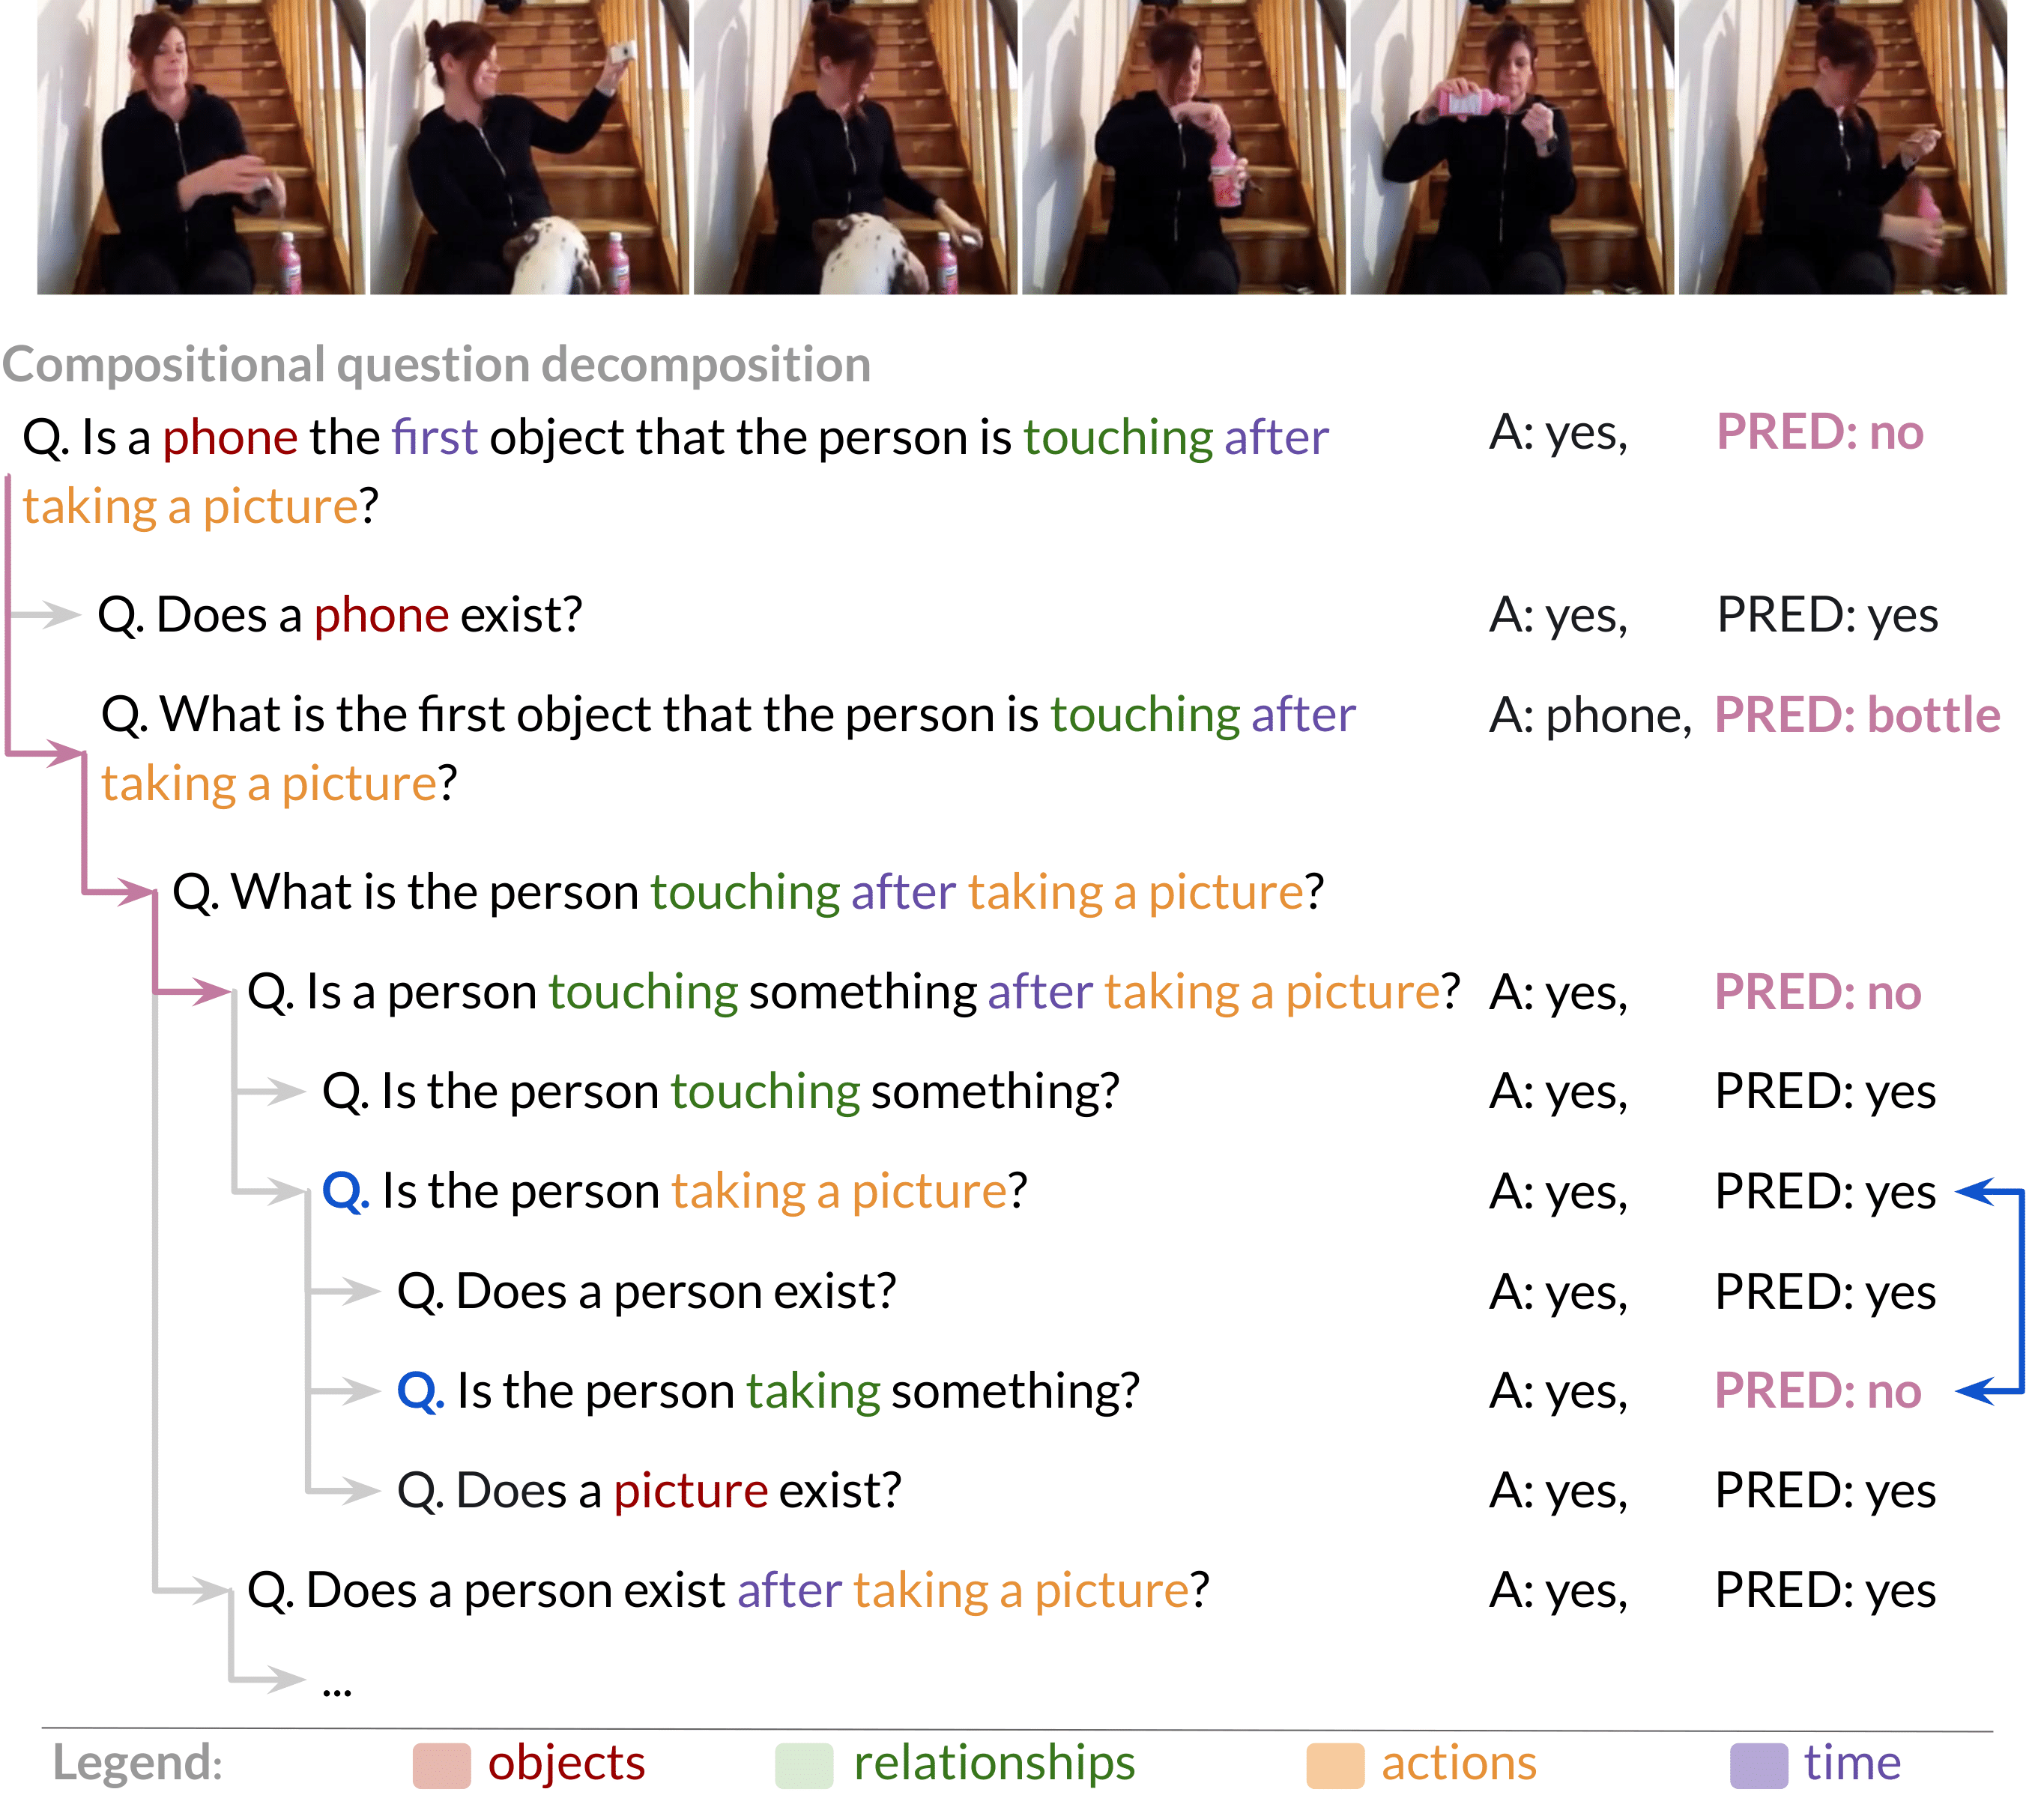 Compositional question decomposition
Q. Is a phone the first object that the person is touching after A: yes, PRED: no
taking a picture?
Q. Does a phone exist? A: yes, PRED: yes
Q. What is the first object that the person is touching after A: phone, PRED: bottle
taking a picture?
Q. What is the person touching after taking a picture?
Q. Is a person touching something after taking a picture? A: yes, PRED: no
Q. Is the person touching something? A: yes, PRED: yes
Q. Is the person taking a picture? A: yes, PRED: yes
Q. Does a person exist? A: yes, PRED: yes
Q. Is the person taking something? A: yes, PRED: no
Q. Does a picture exist? A: yes, PRED: yes
Q. Does a person exist after taking a picture? A: yes, PRED: yes
...
Legend: objects relationships actions time